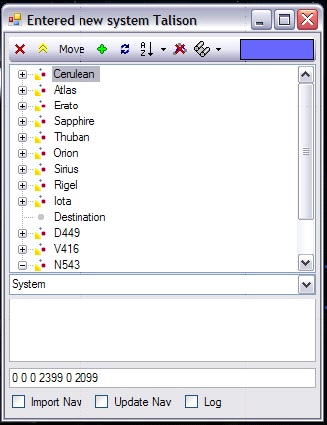 Entered new system Talison
Move
A Z
Cerulean
Atlas
Erato
Sapphire
Thuban
Orion
Sirius
Rigel
Iota
Destination
D449
V416
N543
System
0 0 0 2399 0 2099
Import Nav Update Nav Log